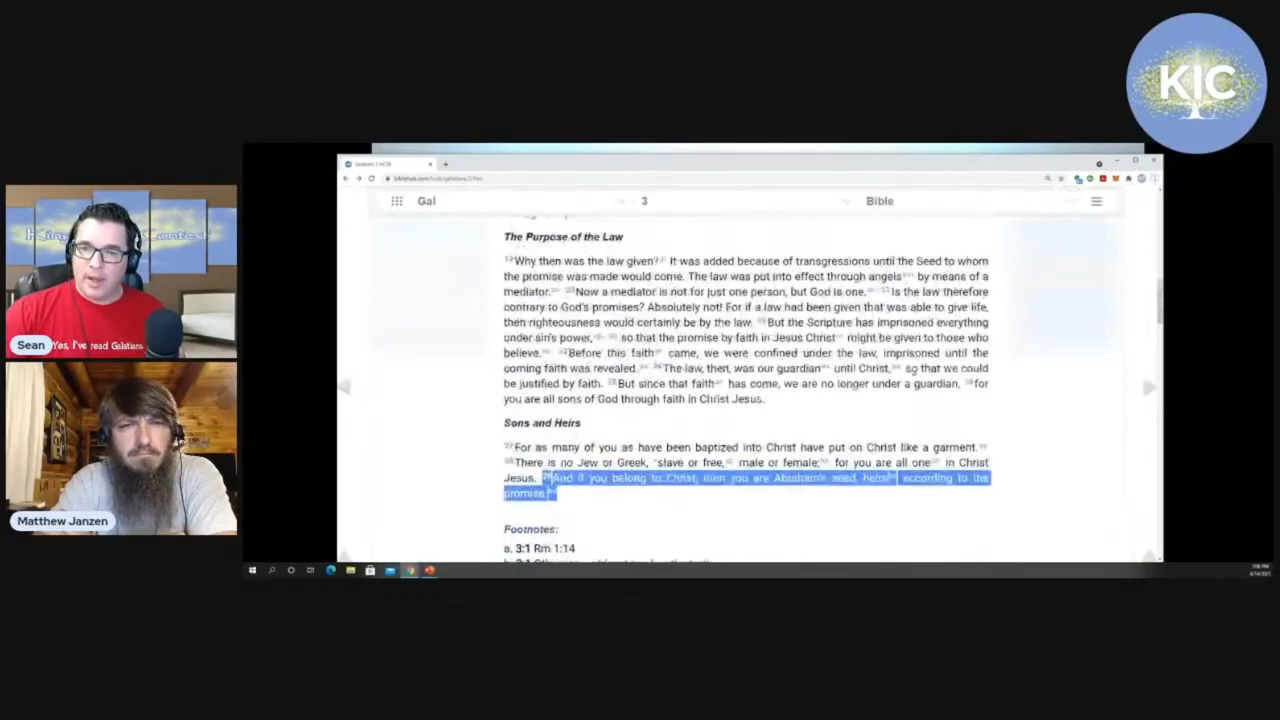 KIC
Galatians 3 HCSB
biblehub.com/hcsb/galatians/3.htm
Gal
3
Bible
The Purpose of the Law
Why then was the law given? It was added because of transgressions until the Seed to whom
the promise was made would come. The law was put into effect through angels by means of a
mediator. Now a mediator is not for just one person, but God is one. Is the law therefore
contrary to God's promises? Absolutely not! For if a law had been given that was able to give life,
then righteousness would certainly be by the law. But the Scripture has imprisoned everything
under sin's power, so that the promise by faith in Jesus Christ might be given to those who
believe. Before this faith came, we were confined under the law, imprisoned until the
coming faith was revealed. The law, then, was our guardian until Christ, so that we could
be justified by faith. But since that faith has come, we are no longer under a guardian, for
you are all sons of God through faith in Christ Jesus.
Sons and Heirs
For as many of you as have been baptized into Christ have put on Christ like a garment.
There is no Jew or Greek, slave or free, male or female; for you are all one in Christ
Jesus. And if you belong to Christ, then you are Abraham's seed, heirs according to the
promise.
Footnotes:
a. 3:1 Rm 1:14
Context
Yes, I've read Galatians
Sean
Matthew Janzen